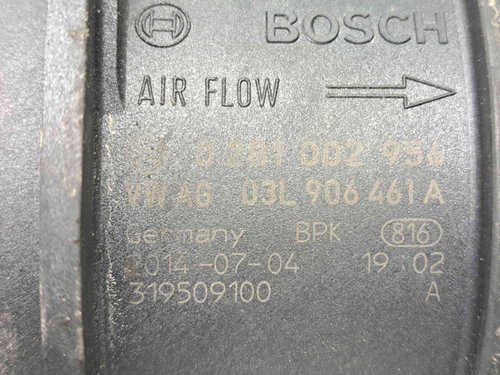 BOSCH
AIR FLOW
0 281 002 956
VW AG 03L 906 461 A
Germany BPK 816
2014-07-04 19 02
319509100 A